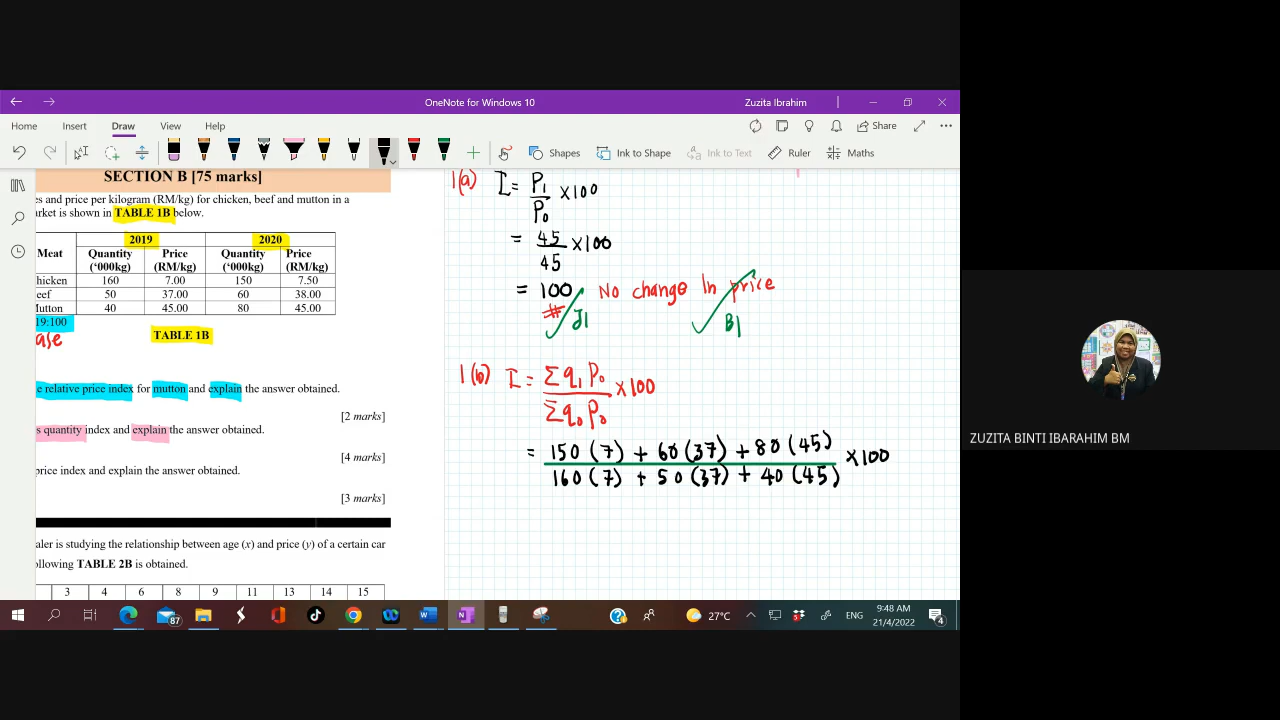 OneNote for Windows 10
Zuzita Ibrahim
Home Insert Draw View Help
Share
Shapes Ink to Shape Ink to Text Ruler Maths
SECTION B [75 marks]
es and price per kilogram (RM/kg) for chicken, beef and mutton in a
arket is shown in TABLE 1B below.
2019 2020
Meat Quantity Price Quantity Price
('000kg) (RM/kg) ('000kg) (RM/kg)
hicken 160 7.00 150 7.50
eef 50 37.00 60 38.00
Mutton 40 45.00 80 45.00
19:100
ase
TABLE 1B
e relative price index for mutton and explain the answer obtained.
[2 marks]
s quantity index and explain the answer obtained.
[4 marks]
price index and explain the answer obtained.
[3 marks]
aler is studying the relationship between age (x) and price (y) of a certain car
ollowing TABLE 2B is obtained.
3 4 6 8 9 11 13 14 15
1(a) I = P1 / P0 × 100
= 45 / 45 × 100
= 100 No change In price
# J1 B1
1(b) I = Σ q1 P0 / Σ q0 P0 × 100
= 150 (7) + 60 (37) + 80 (45) / 160 (7) + 50 (37) + 40 (45) × 100
87
27°C
ENG
9:48 AM
21/4/2022
4
ZUZITA BINTI IBARAHIM BM